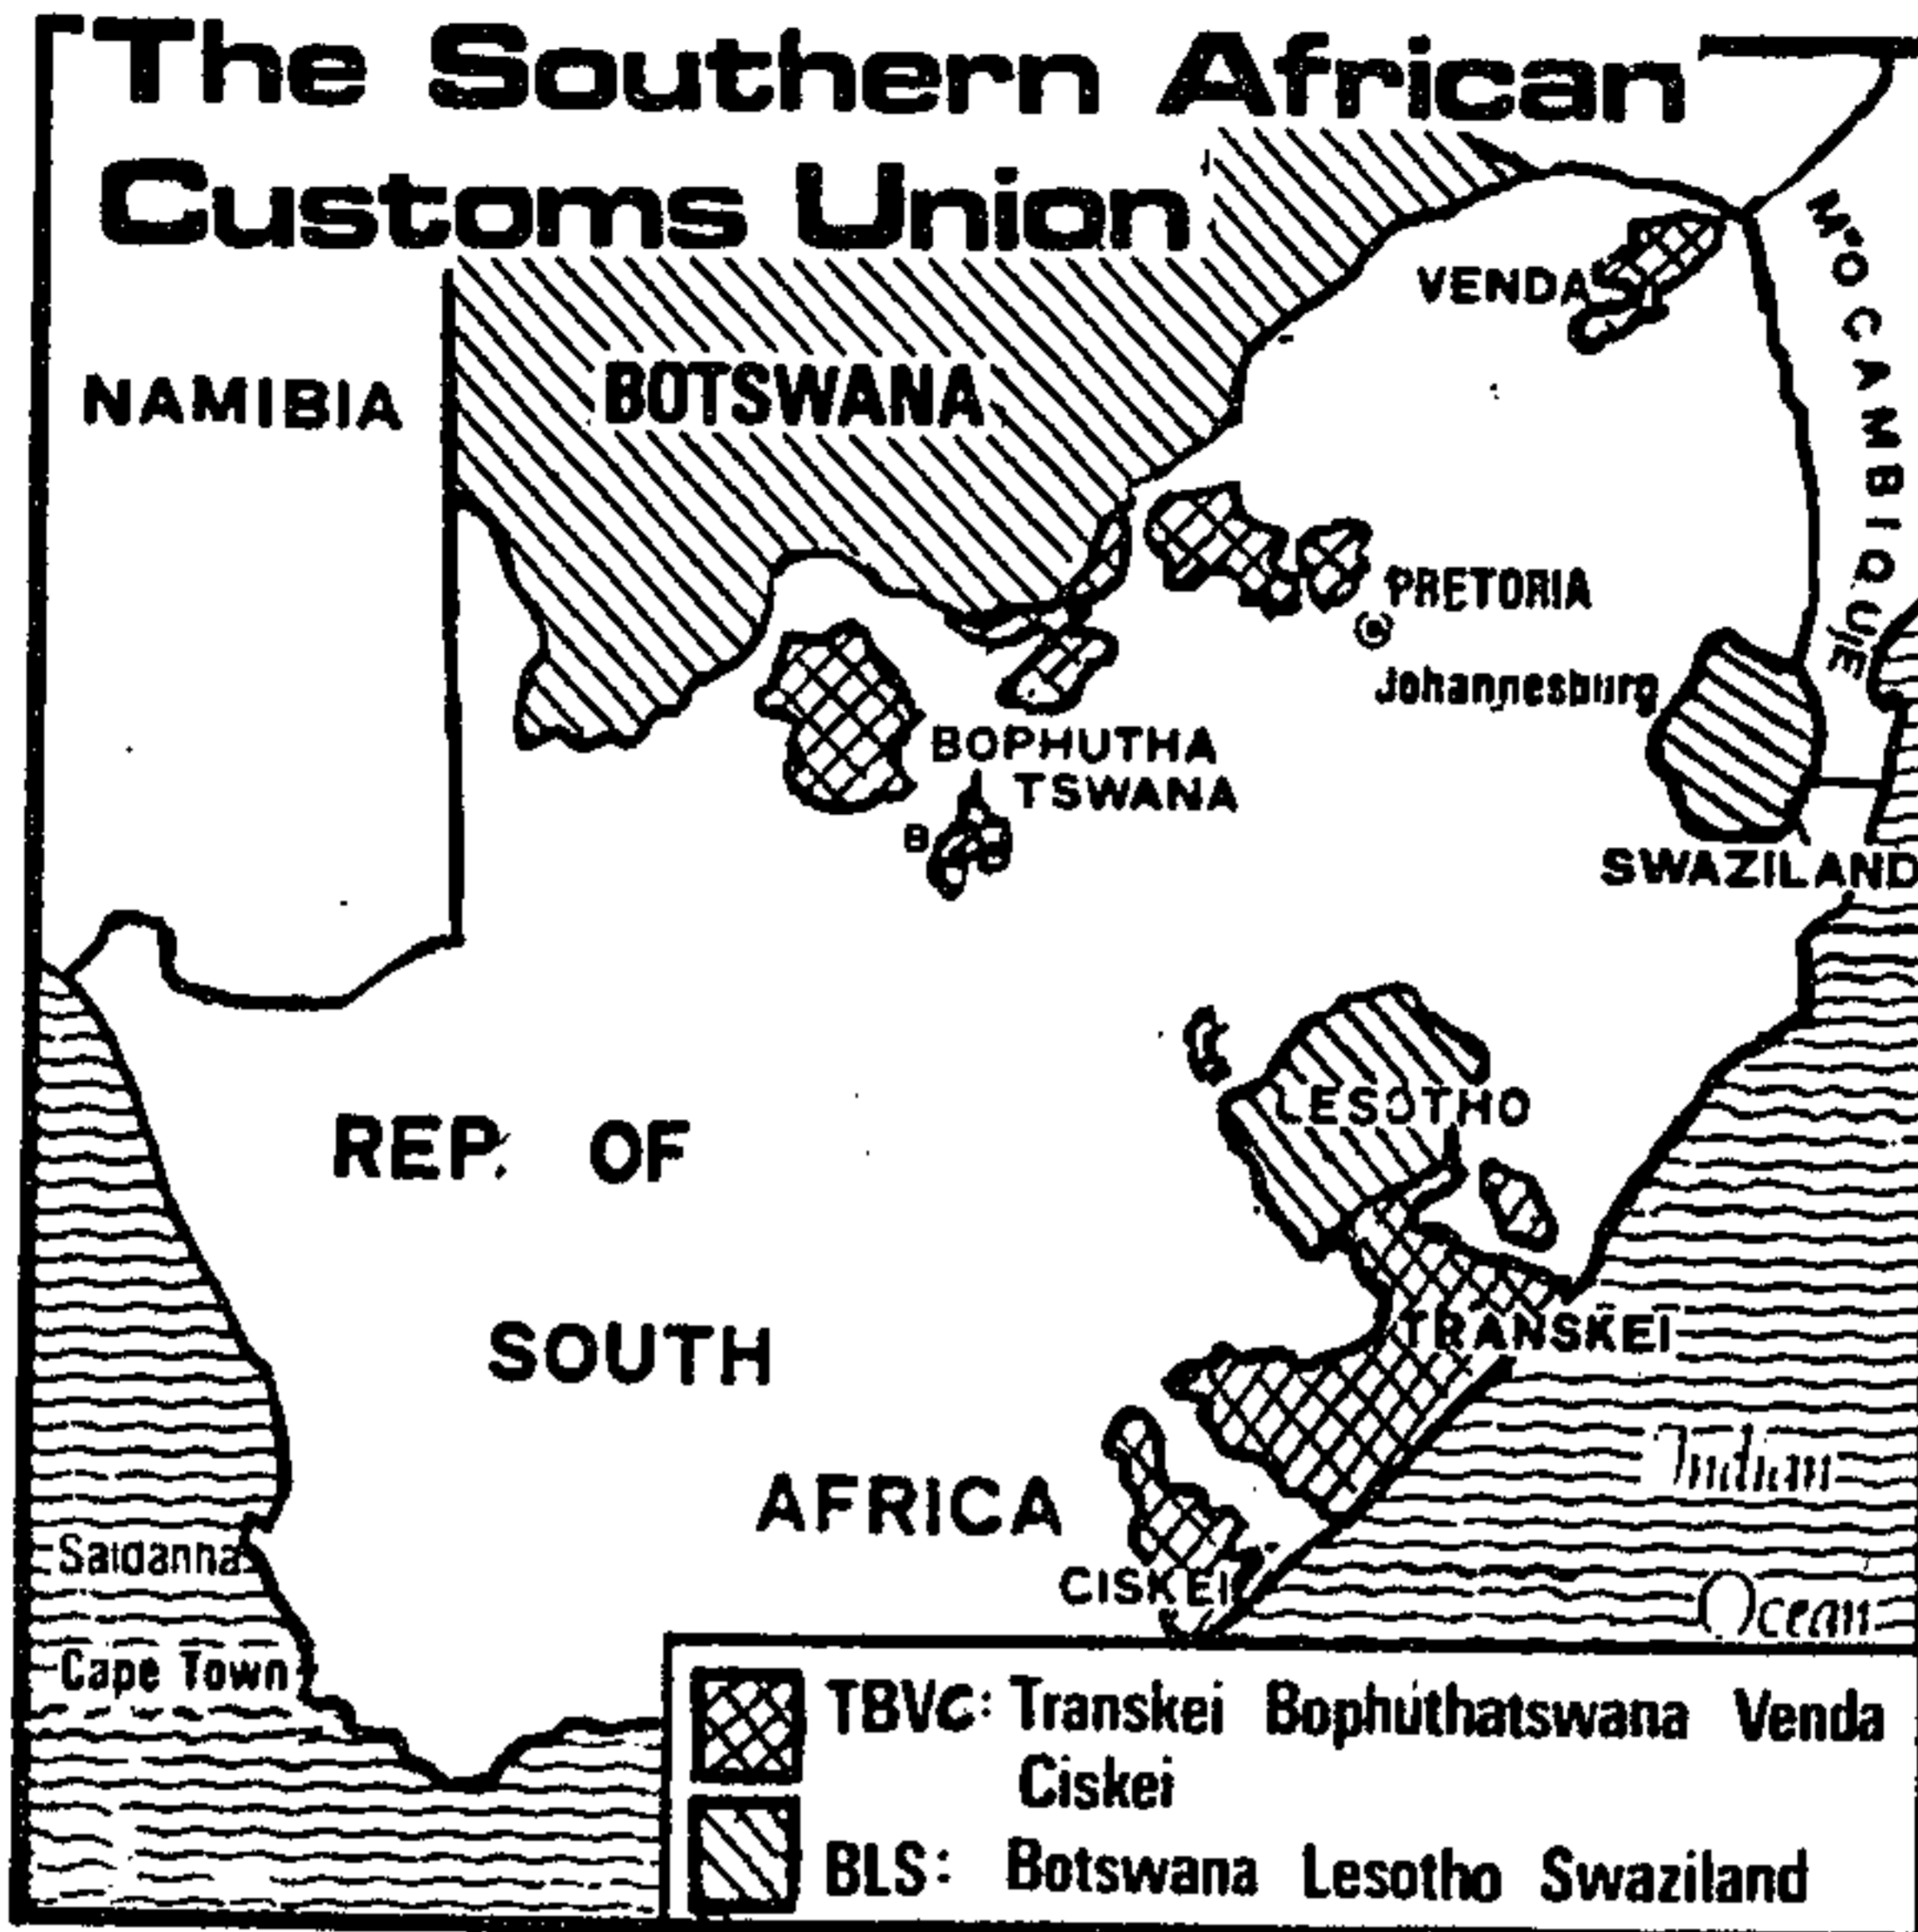 The Southern African
Customs Union
NAMIBIA
BOTSWANA
VENDA
MOCAMBIQUE
PRETORIA
Johannesburg
BOPHUTHA
TSWANA
B
SWAZILAND
LESOTHO
REP. OF
SOUTH
AFRICA
TRANSKEI
CISKEI
Indian
Ocean
Saldanha
Cape Town
TBVC: Transkei Bophuthatswana Venda
Ciskei
BLS: Botswana Lesotho Swaziland